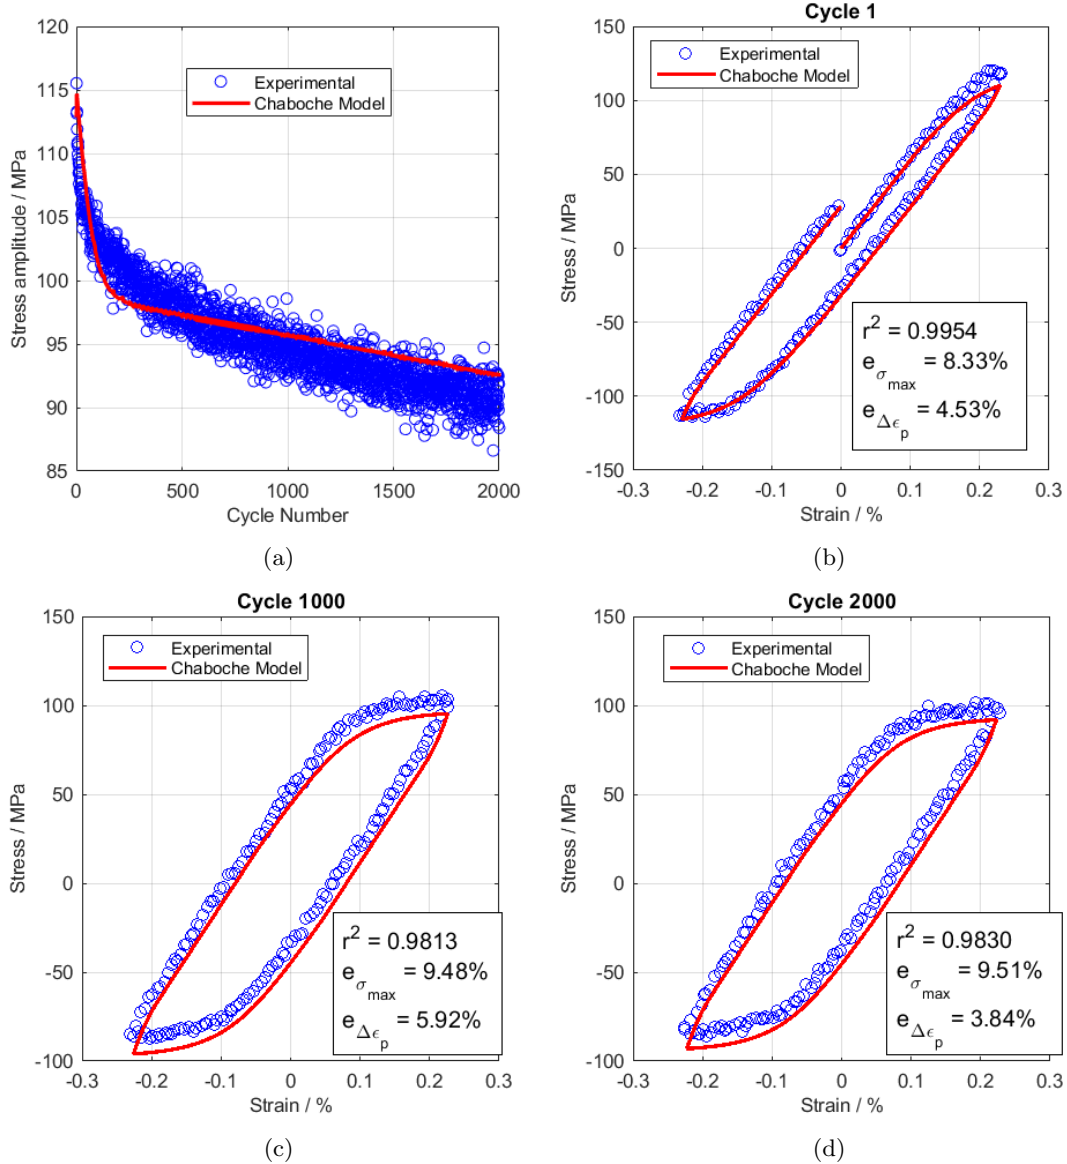 120
115
110
105
100
95
90
85
Stress amplitude / MPa
Experimental
Chaboche Model
0
500
1000
1500
2000
Cycle Number
(a)
Cycle 1
150
100
50
0
-50
-100
-150
Stress / MPa
Experimental
Chaboche Model
r² = 0.9954
eσmax = 8.33%
eΔϵp = 4.53%
-0.3
-0.2
-0.1
0
0.1
0.2
0.3
Strain / %
(b)
Cycle 1000
150
100
50
0
-50
-100
Stress / MPa
Experimental
Chaboche Model
r² = 0.9813
eσmax = 9.48%
eΔϵp = 5.92%
-0.3
-0.2
-0.1
0
0.1
0.2
0.3
Strain / %
(c)
Cycle 2000
150
100
50
0
-50
-100
Stress / MPa
Experimental
Chaboche Model
r² = 0.9830
eσmax = 9.51%
eΔϵp = 3.84%
-0.3
-0.2
-0.1
0
0.1
0.2
0.3
Strain / %
(d)